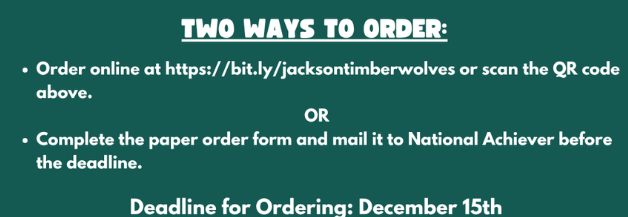 TWO WAYS TO ORDER:
• Order online at https://bit.ly/jacksontimberwolves or scan the QR code
above.
OR
• Complete the paper order form and mail it to National Achiever before
the deadline.
Deadline for Ordering: December 15th